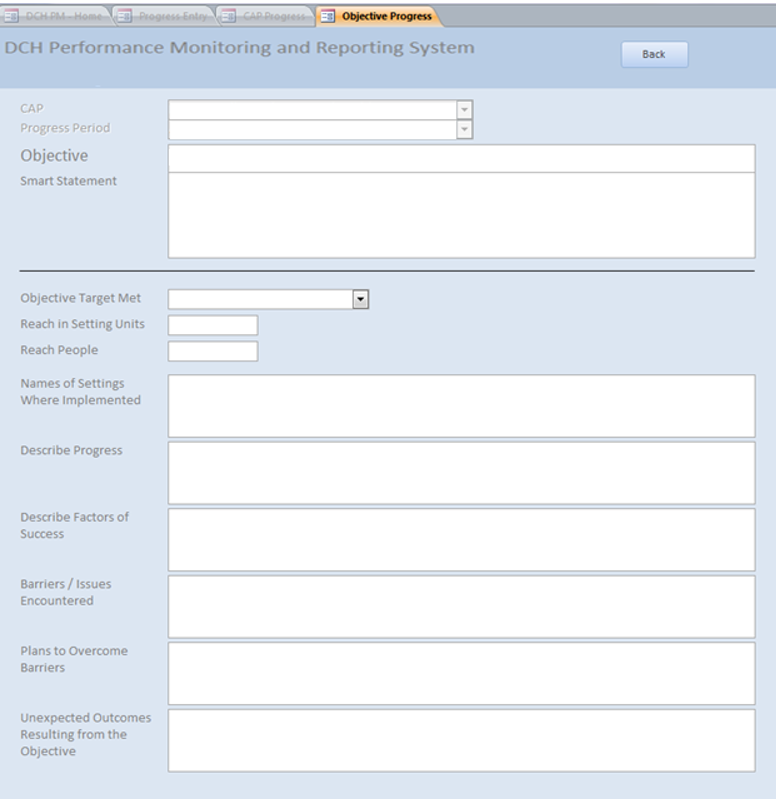 DCH PM - Home Progress Entry CAP Progress Objective Progress
DCH Performance Monitoring and Reporting System
Back
CAP
Progress Period
Objective
Smart Statement
Objective Target Met
Reach in Setting Units
Reach People
Names of Settings
Where Implemented
Describe Progress
Describe Factors of
Success
Barriers / Issues
Encountered
Plans to Overcome
Barriers
Unexpected Outcomes
Resulting from the
Objective